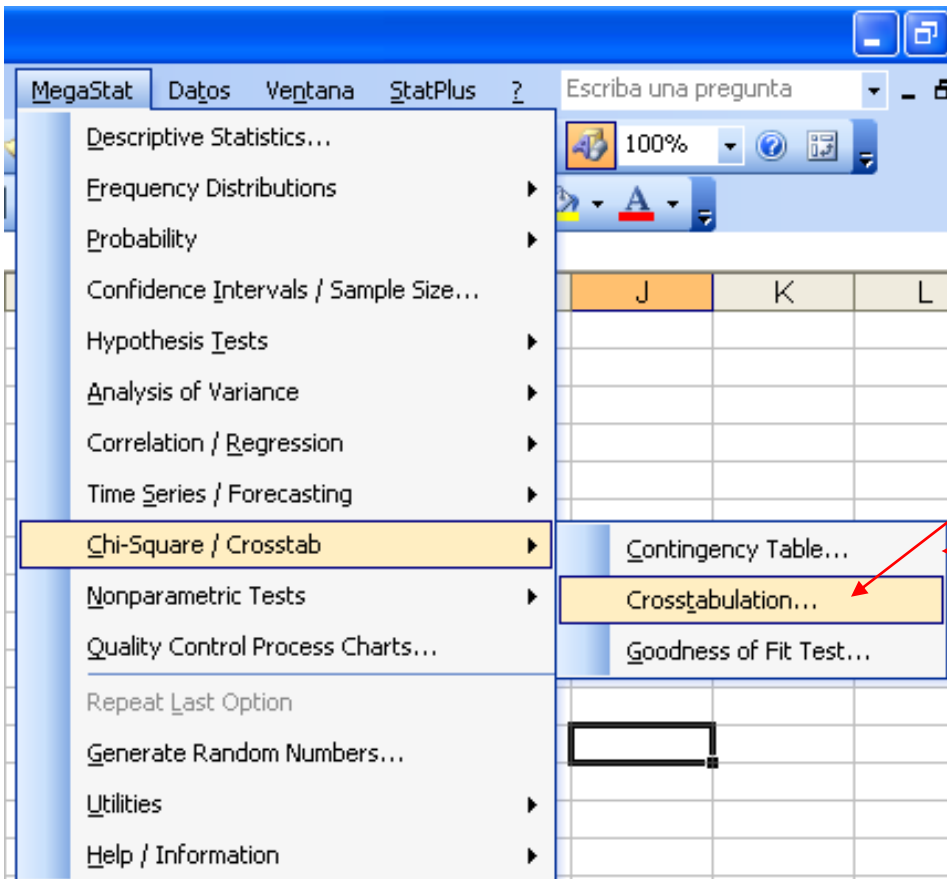 MegaStat Datos Ventana StatPlus ? Escriba una pregunta
Descriptive Statistics... 100%
Frequency Distributions
A
Probability
Confidence Intervals / Sample Size...
J K L
Hypothesis Tests
Analysis of Variance
Correlation / Regression
Time Series / Forecasting
Chi-Square / Crosstab
Contingency Table...
Nonparametric Tests
Crosstabulation...
Quality Control Process Charts...
Goodness of Fit Test...
Repeat Last Option
Generate Random Numbers...
Utilities
Help / Information